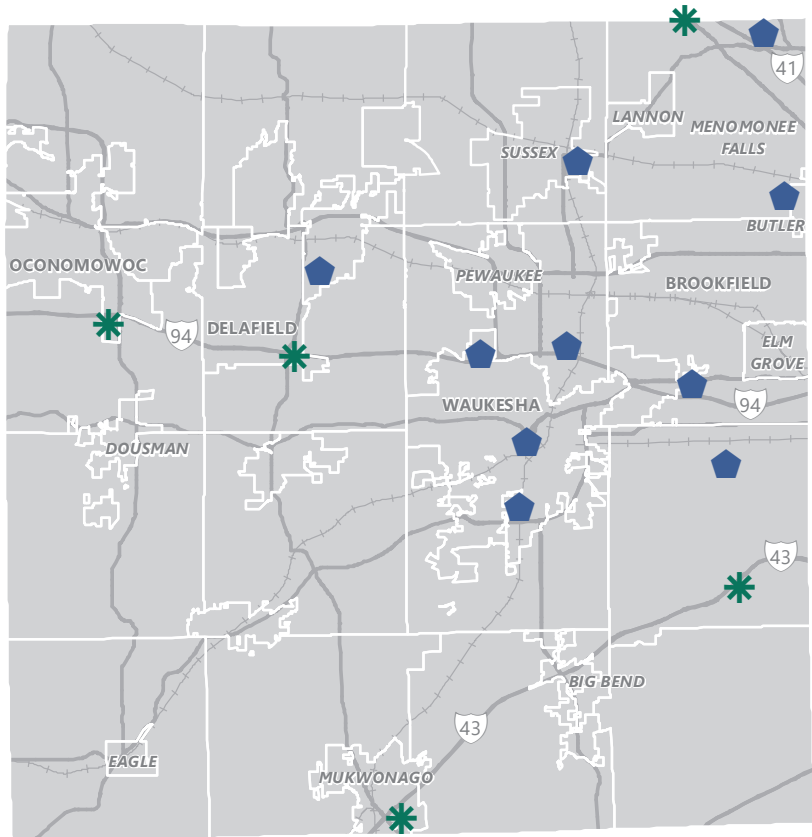 41
LANNON
MENOMONEE
FALLS
SUSSEX
BUTLER
OCONOMOWOC
PEWAUKEE
BROOKFIELD
94
DELAFIELD
ELM
GROVE
WAUKESHA
94
DOUSMAN
43
BIG BEND
43
EAGLE
MUKWONAGO